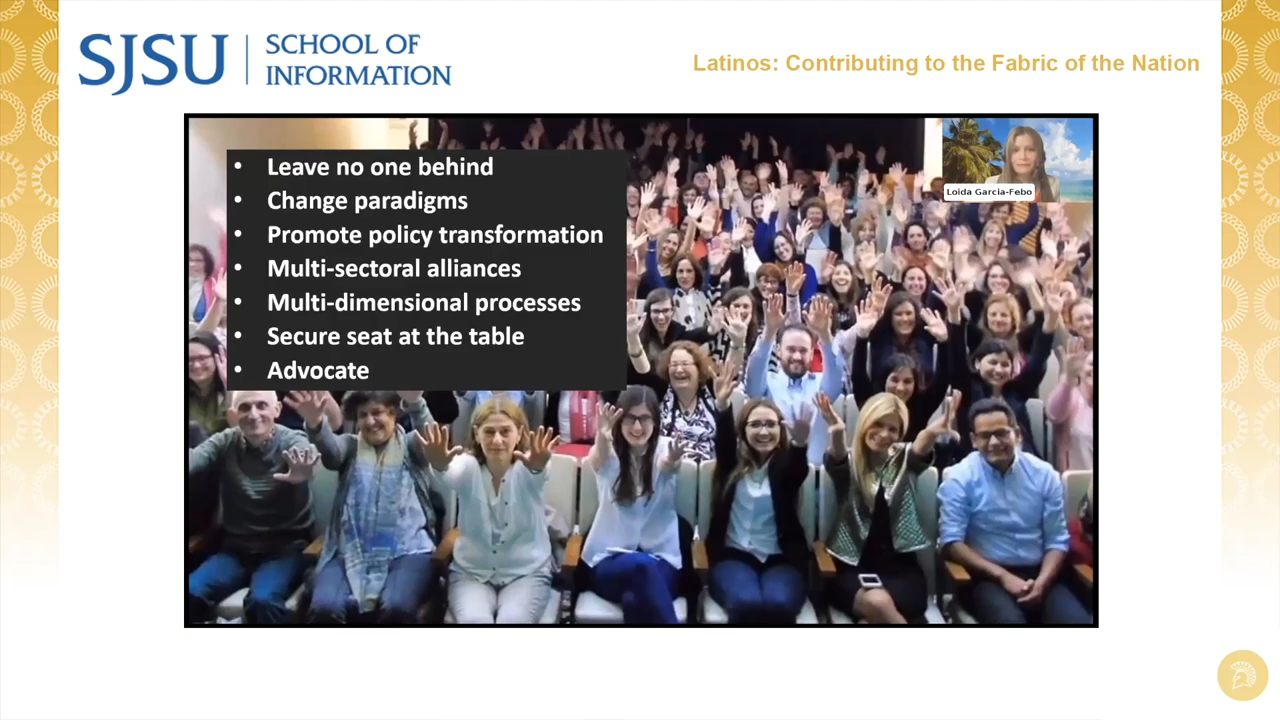 SJSU
SCHOOL OF
INFORMATION
Latinos: Contributing to the Fabric of the Nation
• Leave no one behind
• Change paradigms
• Promote policy transformation
• Multi-sectoral alliances
• Multi-dimensional processes
• Secure seat at the table
• Advocate
Loida Garcia-Febo